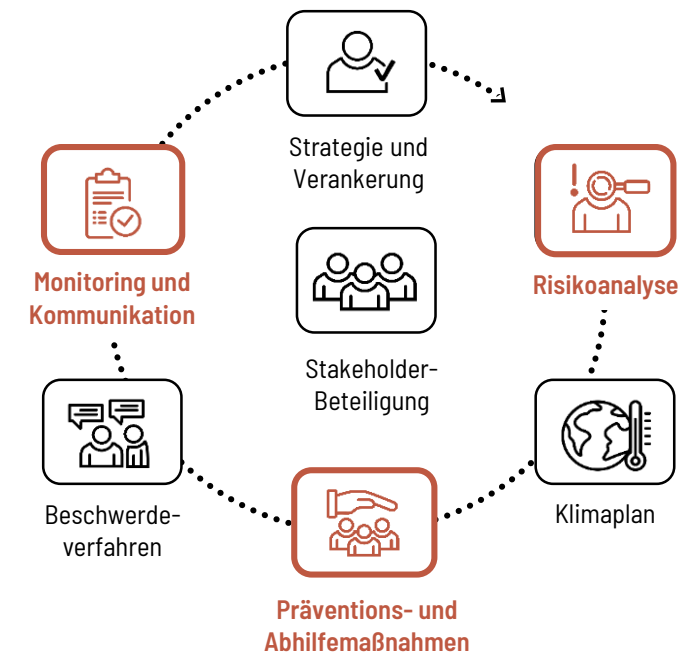 Strategie und
Verankerung
Risikoanalyse
Klimaplan
Präventions- und
Abhilfemaßnahmen
Beschwerde-
verfahren
Monitoring und
Kommunikation
Stakeholder-
Beteiligung